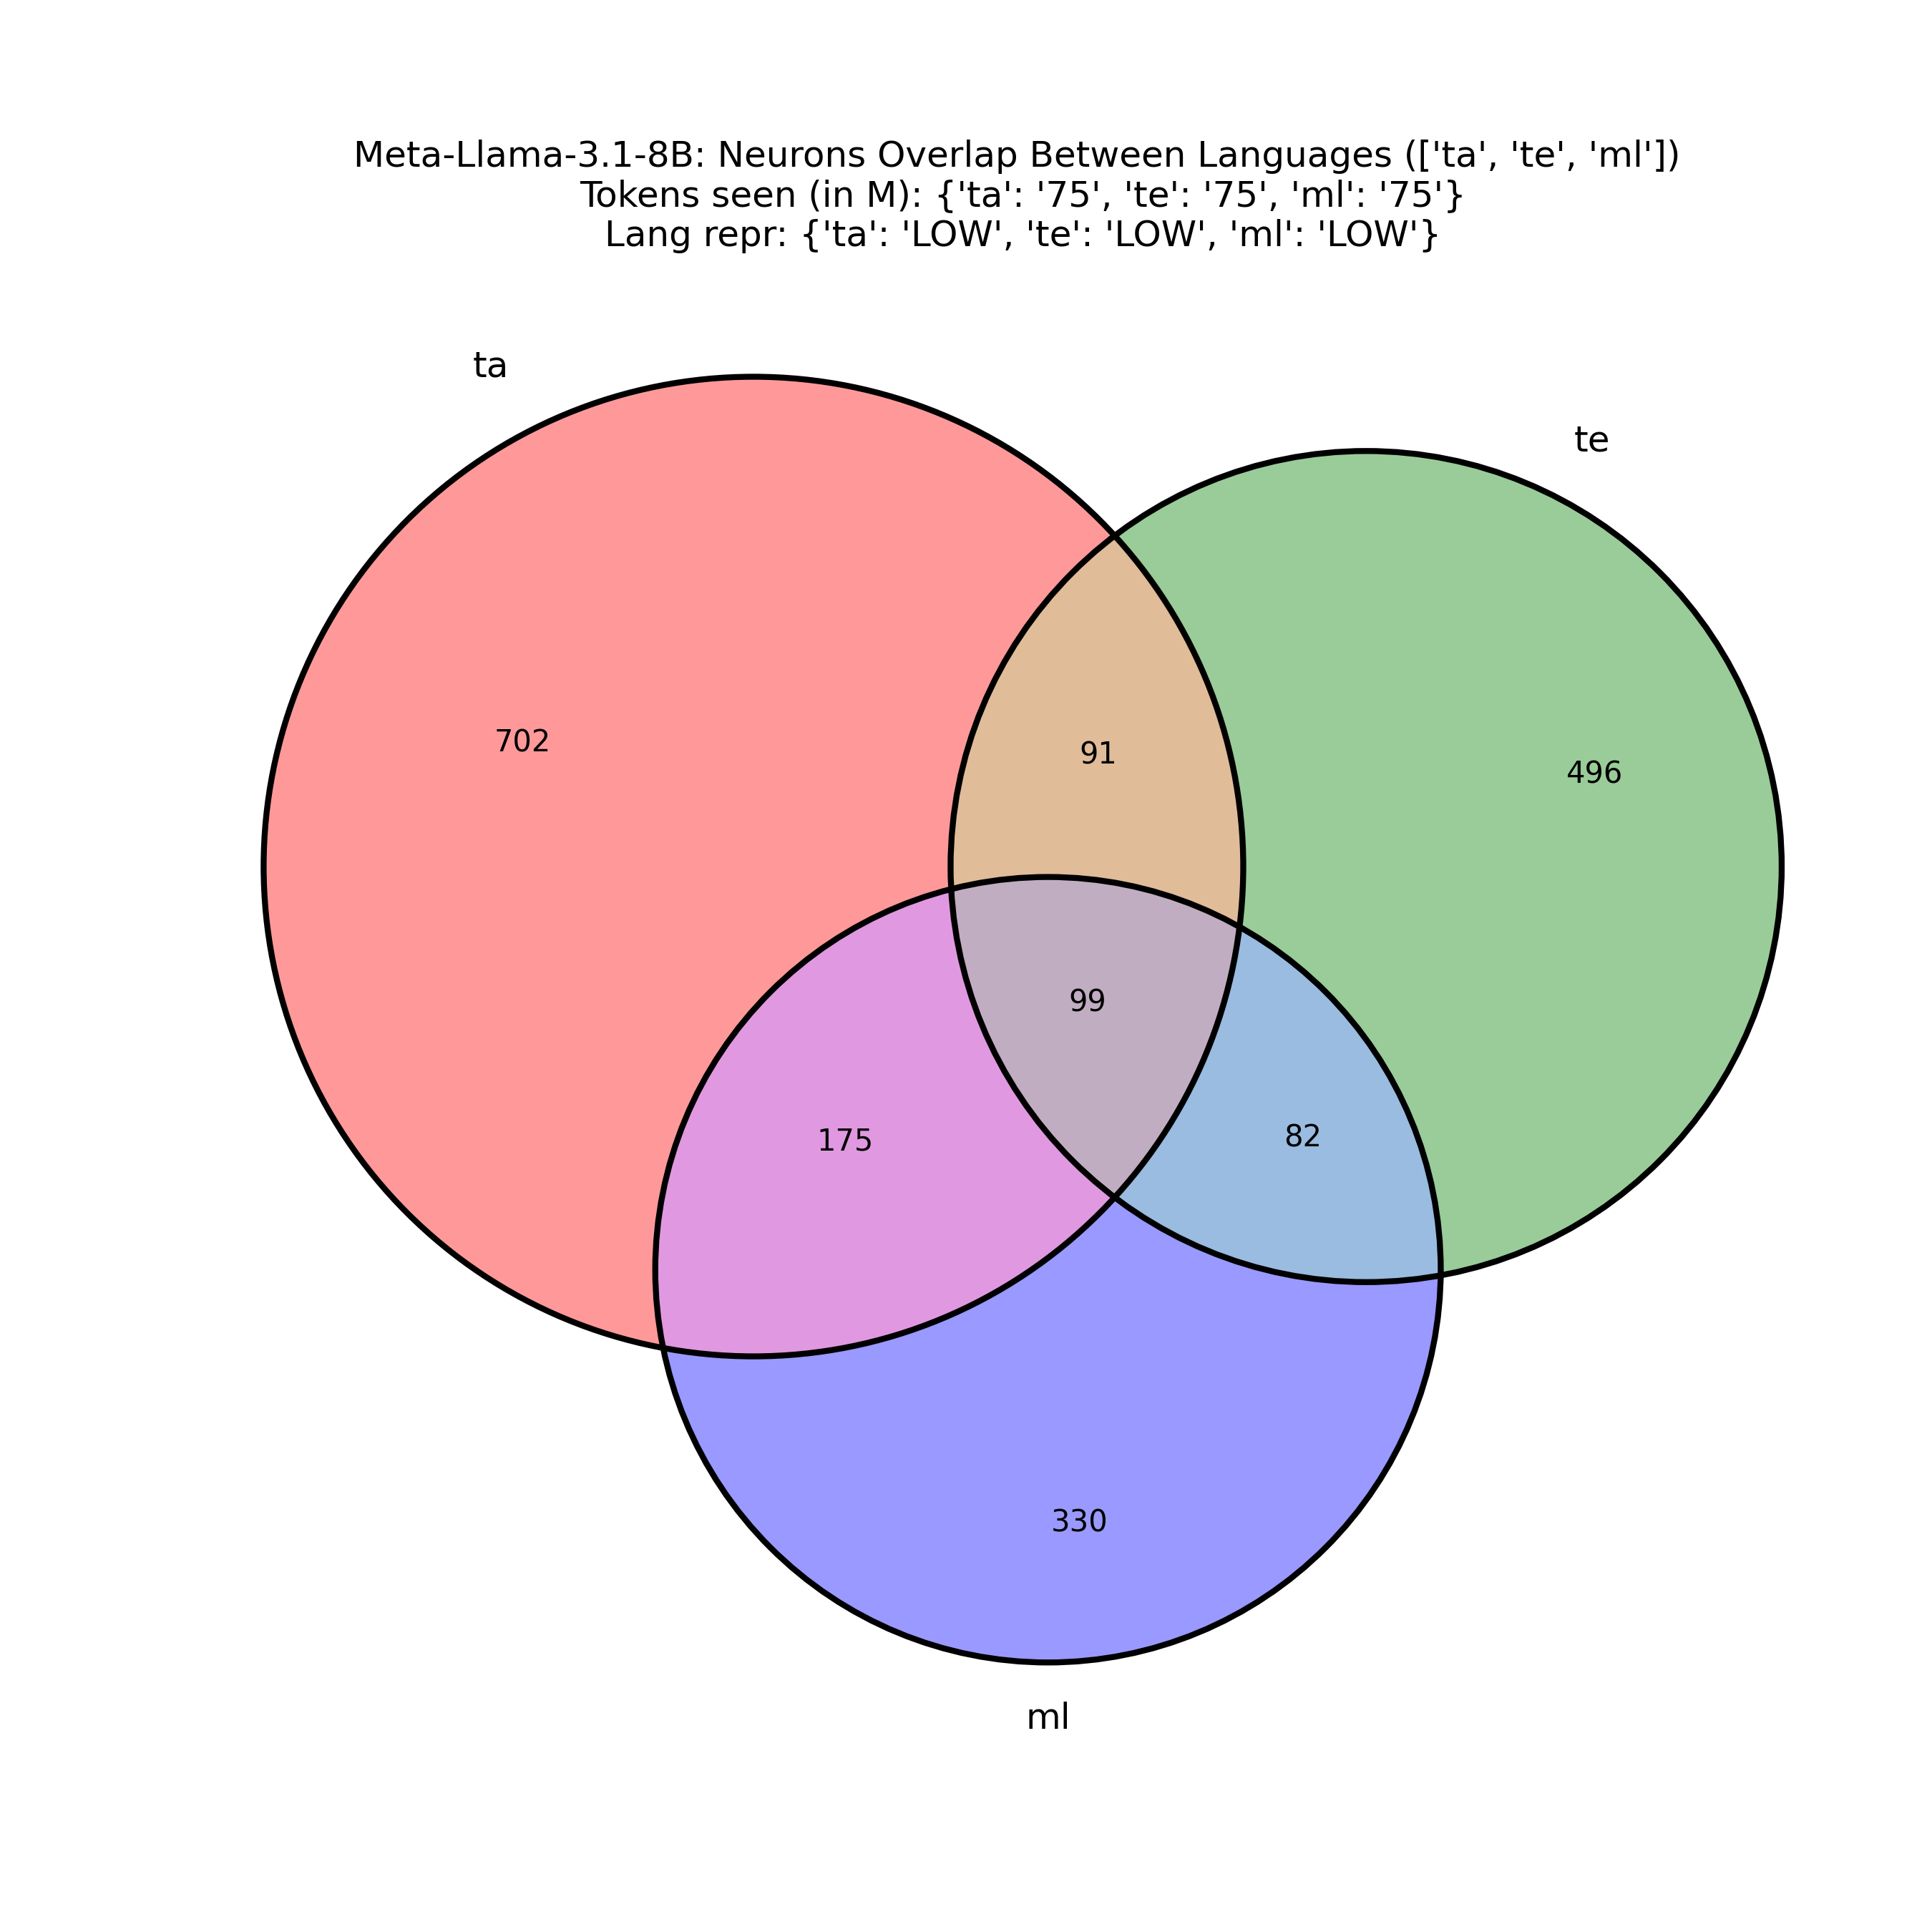 Meta-Llama-3.1-8B: Neurons Overlap Between Languages (['ta', 'te', 'ml'])
Tokens seen (in M): {'ta': '75', 'te': '75', 'ml': '75'}
Lang repr: {'ta': 'LOW', 'te': 'LOW', 'ml': 'LOW'}
ta
te
702
91
496
99
175
82
330
ml